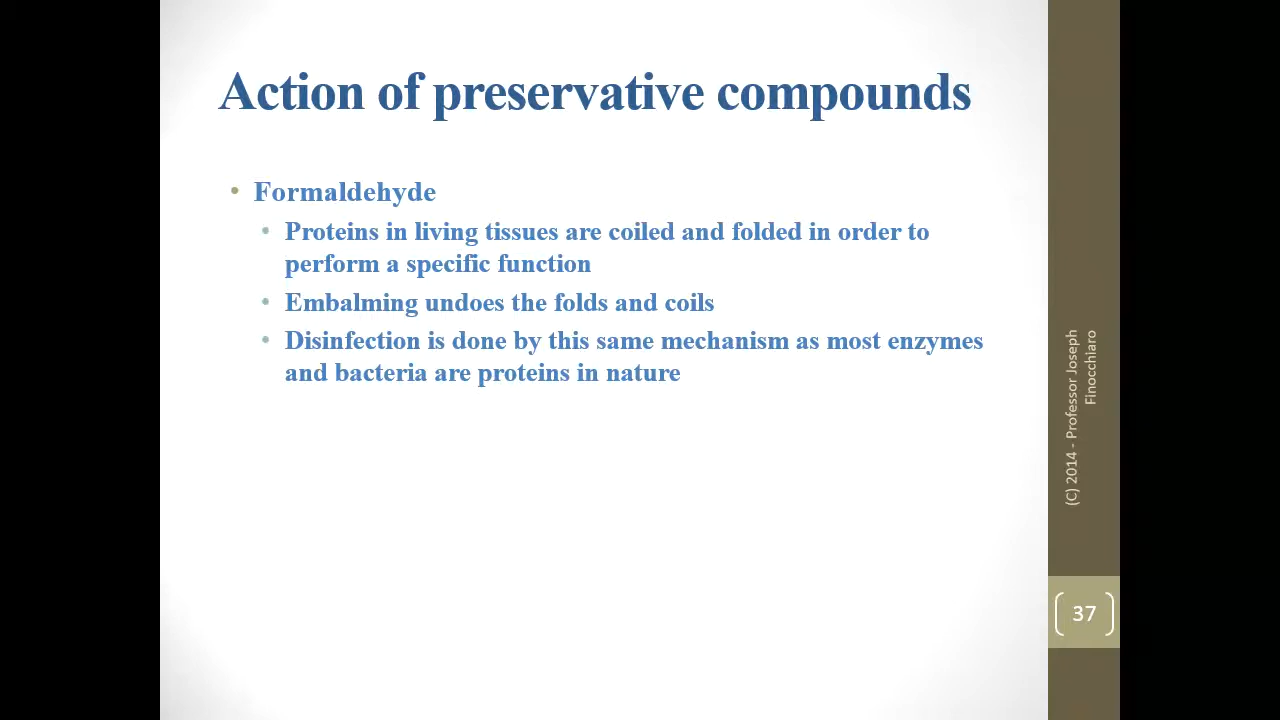 Action of preservative compounds
• Formaldehyde
• Proteins in living tissues are coiled and folded in order to
perform a specific function
• Embalming undoes the folds and coils
• Disinfection is done by this same mechanism as most enzymes
and bacteria are proteins in nature
(C) 2014 - Professor Joseph
Finocchiaro
37